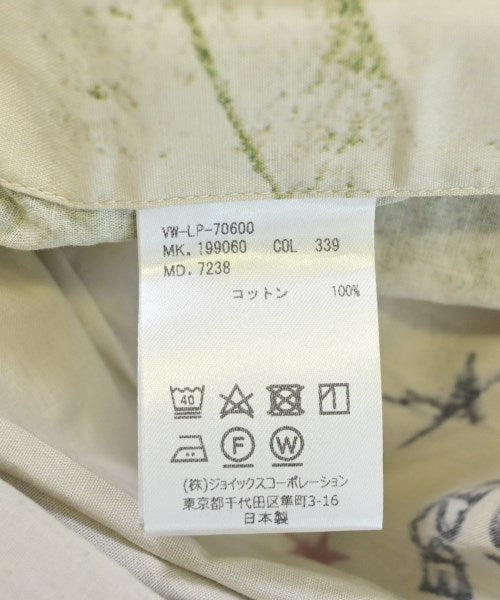 VW-LP-70600
MK. 199060 COL 339
MD. 7238
コットン 100%
40
F W
(株)ジョイックスコーポレーション
東京都千代田区隼町3-16
日本製